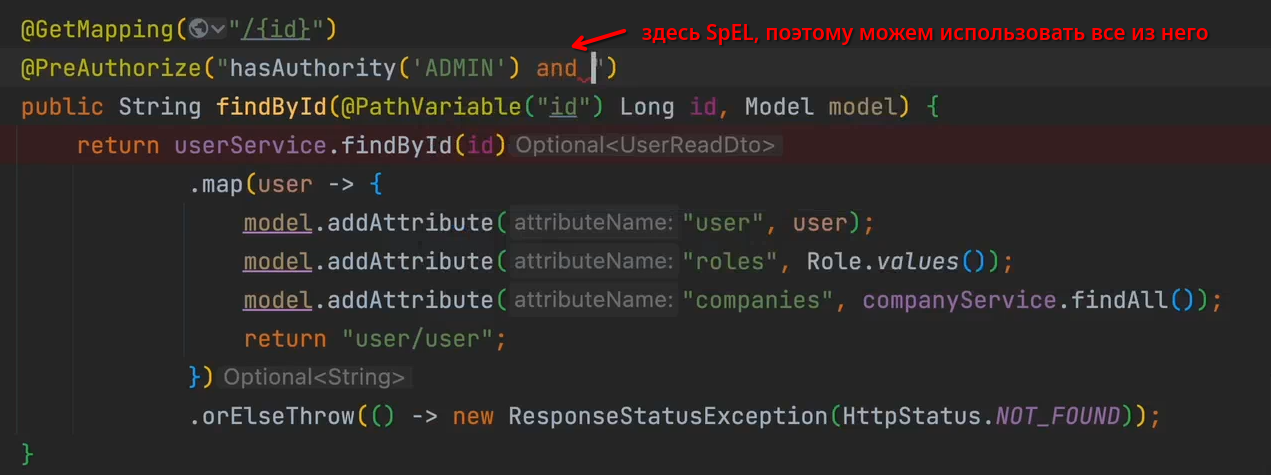 @GetMapping("/{id}")
здесь SpEL, поэтому можем использовать все из него
@PreAuthorize("hasAuthority('ADMIN') and ")
public String findById(@PathVariable("id") Long id, Model model) {
return userService.findById(id) Optional<UserReadDto>
.map(user -> {
model.addAttribute( attributeName: "user", user);
model.addAttribute( attributeName: "roles", Role.values());
model.addAttribute( attributeName: "companies", companyService.findAll());
return "user/user";
}) Optional<String>
.orElseThrow(() -> new ResponseStatusException(HttpStatus.NOT_FOUND));
}